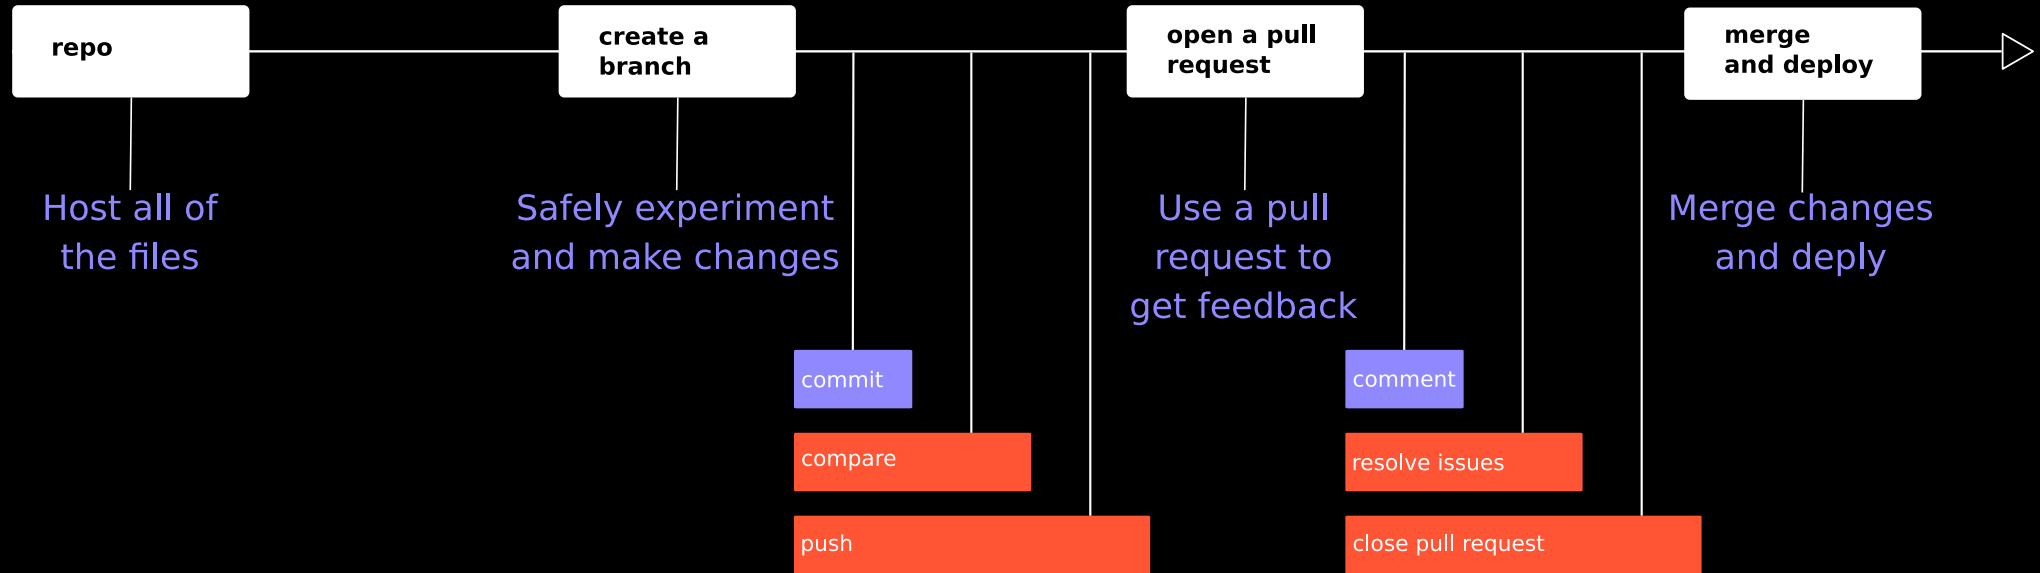 repo
create a
branch
open a pull
request
merge
and deploy
Host all of
the files
Safely experiment
and make changes
Use a pull
request to
get feedback
Merge changes
and deply
commit
compare
push
comment
resolve issues
close pull request